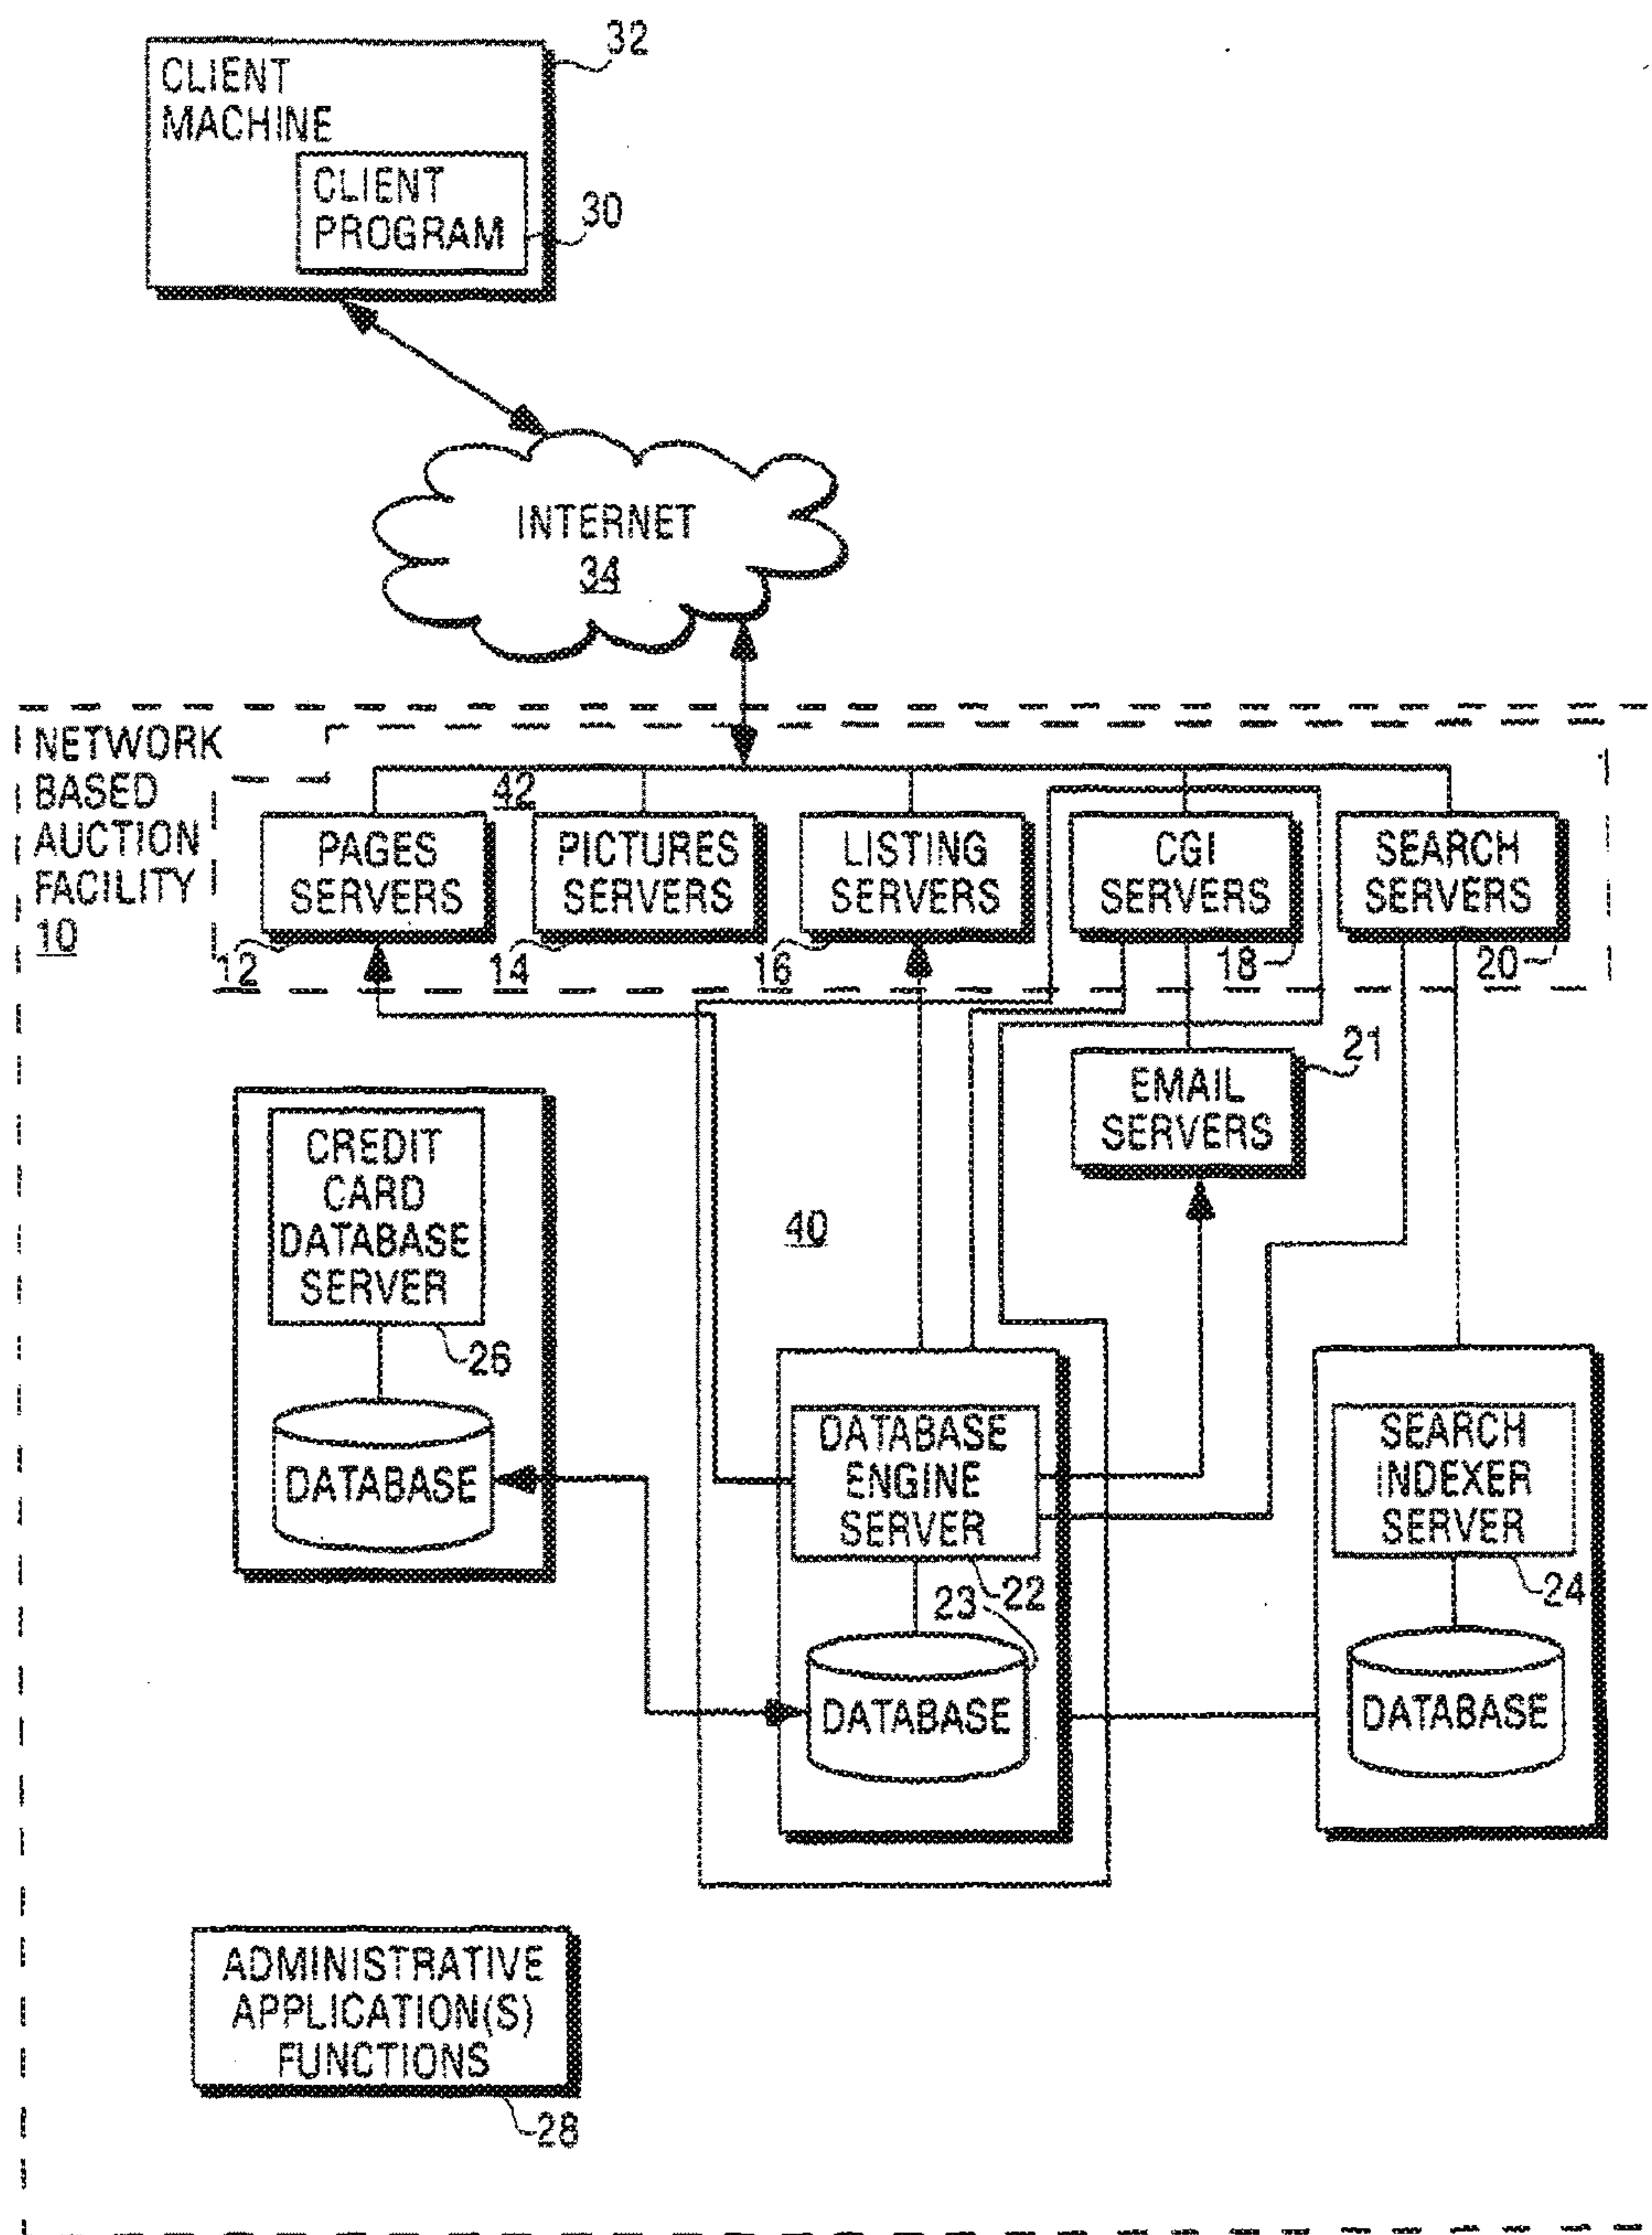 32
CLIENT
MACHINE
CLIENT
PROGRAM
30
INTERNET
34
NETWORK
BASED
AUCTION
FACILITY
10
42
PAGES
SERVERS
12
PICTURES
SERVERS
14
LISTING
SERVERS
16
CGI
SERVERS
18
SEARCH
SERVERS
20
21
EMAIL
SERVERS
CREDIT
CARD
DATABASE
SERVER
26
DATABASE
40
DATABASE
ENGINE
SERVER
22
23
DATABASE
SEARCH
INDEXER
SERVER
24
DATABASE
ADMINISTRATIVE
APPLICATION(S)
FUNCTIONS
28